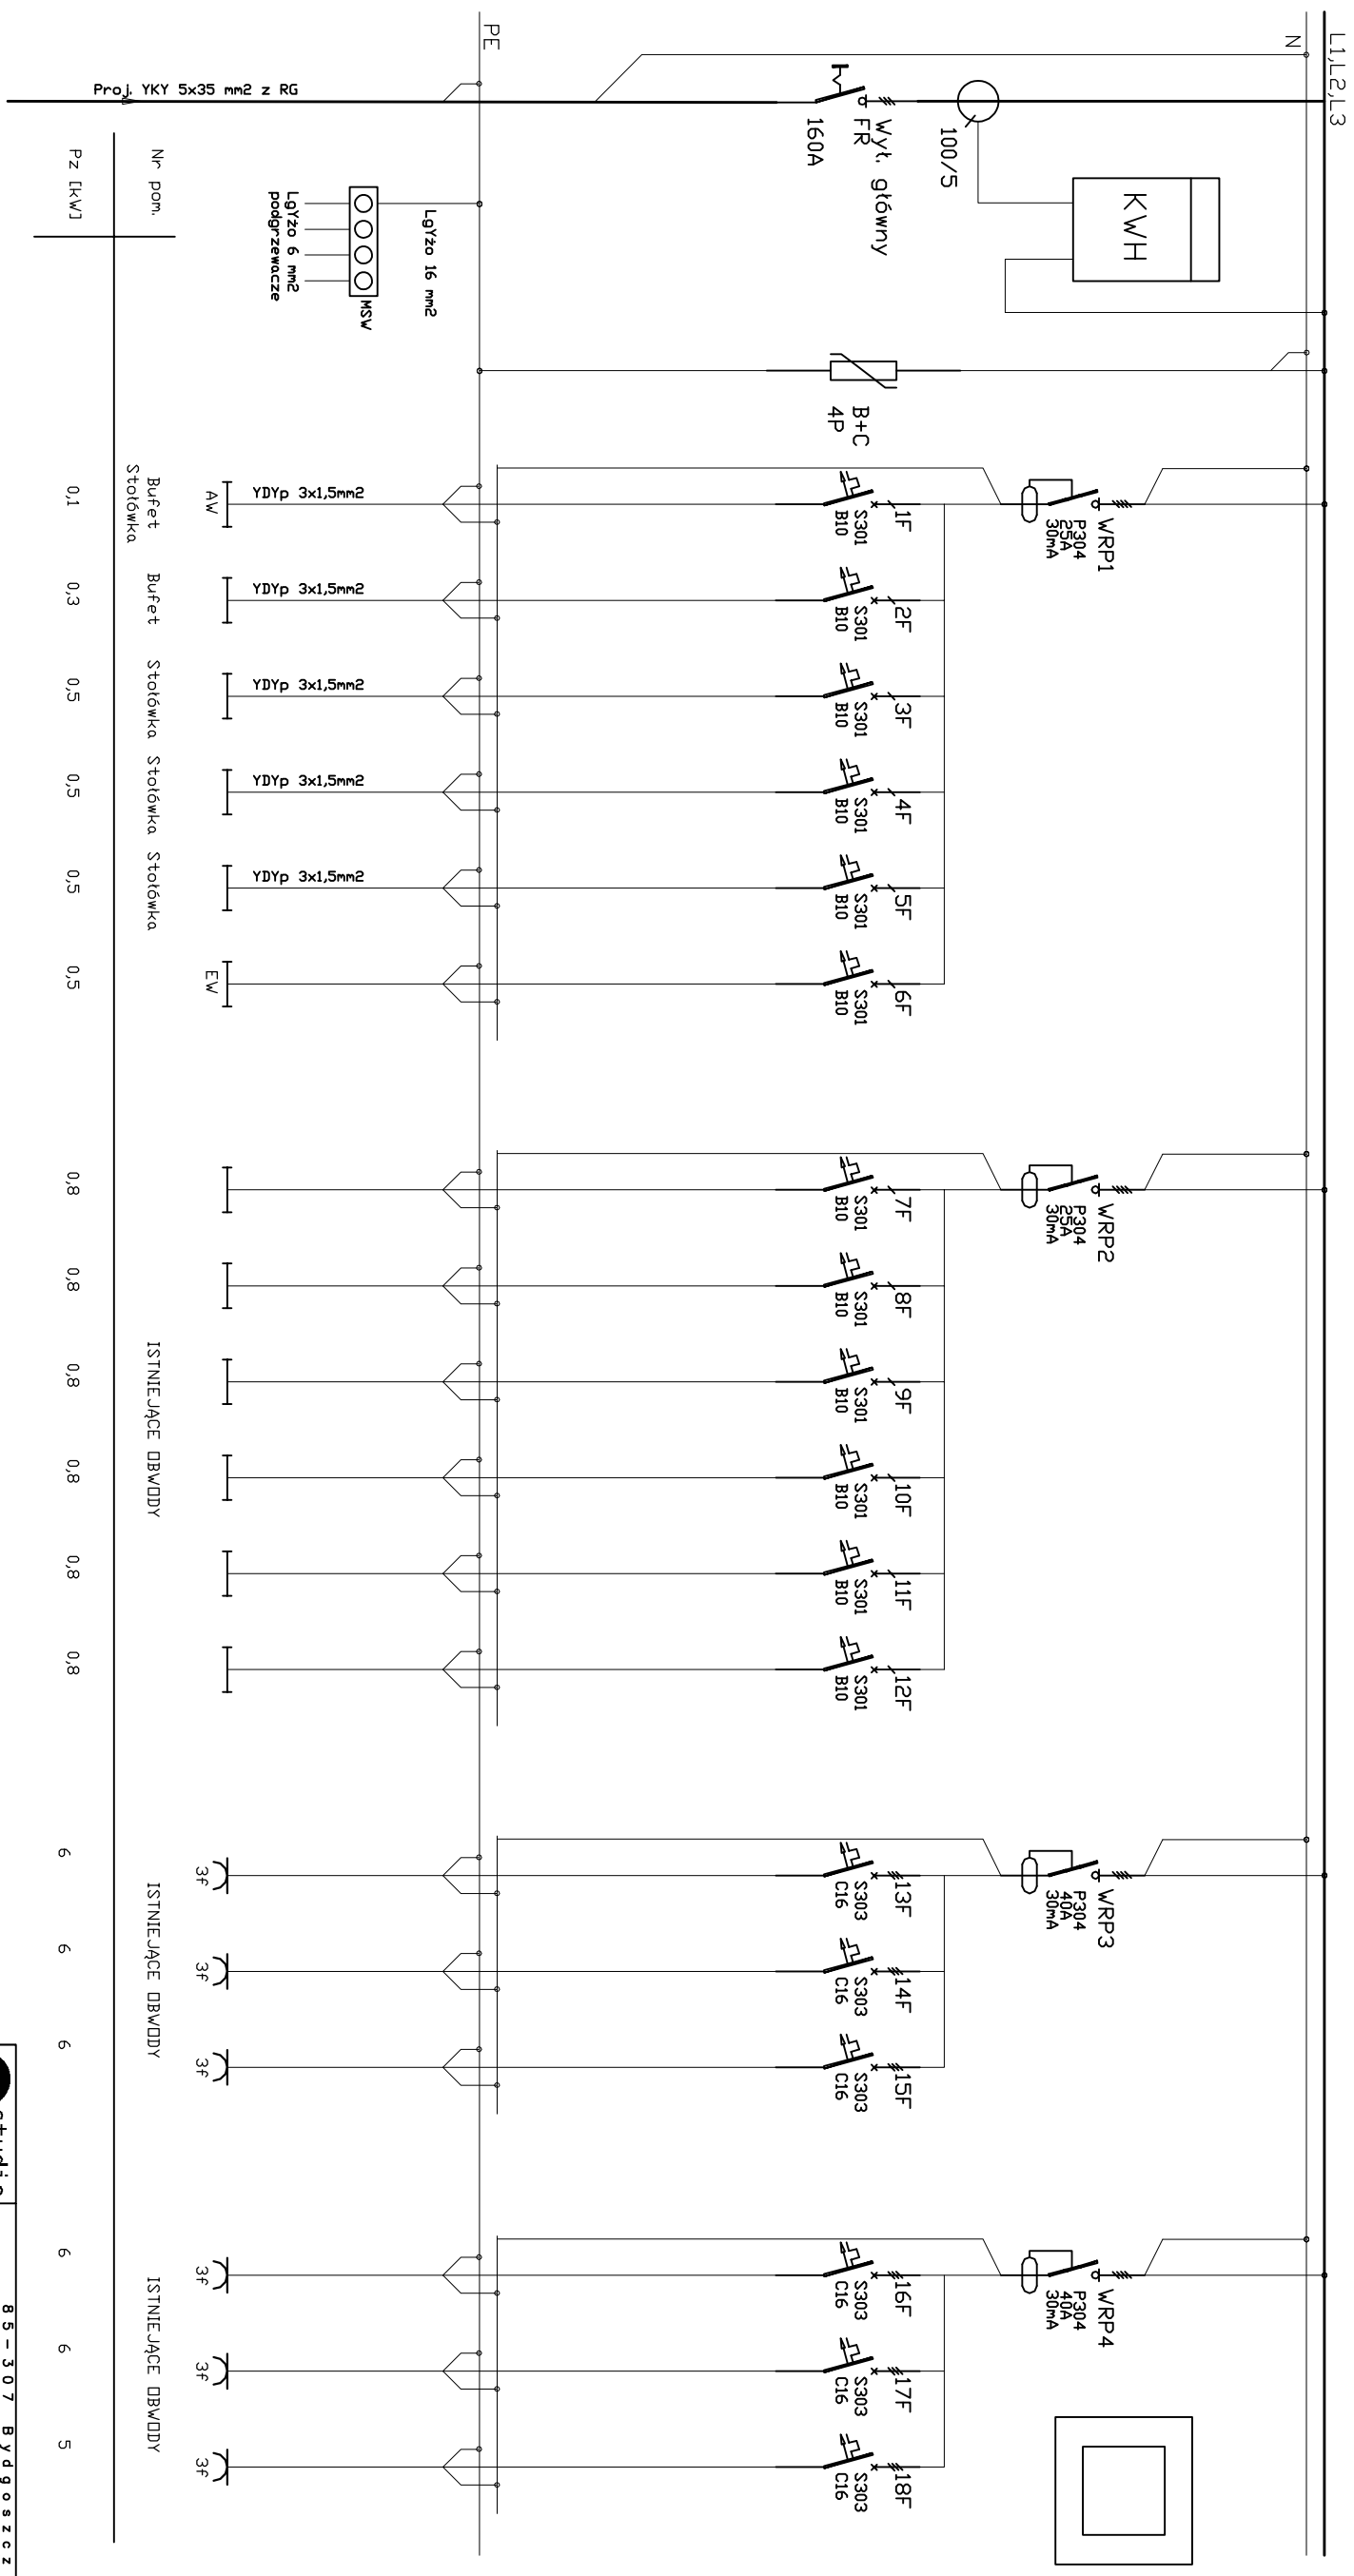 L1,L2,L3
N
PE
KWH
100/5
Wył. główny
FR
160A
Proj. YKY 5x35 mm2 z RG
B+C
4P
LgYżo 16 mm2
MSW
LgYżo 6 mm2
podgrzewacze
WRP1
P304
25A
30mA
WRP2
P304
25A
30mA
WRP3
P304
40A
30mA
WRP4
P304
40A
30mA
1F
S301
B10
2F
S301
B10
3F
S301
B10
4F
S301
B10
5F
S301
B10
6F
S301
B10
7F
S301
B10
8F
S301
B10
9F
S301
B10
10F
S301
B10
11F
S301
B10
12F
S301
B10
13F
S303
C16
14F
S303
C16
15F
S303
C16
16F
S303
C16
17F
S303
C16
18F
S303
C16
YDYp 3x1,5mm2
YDYp 3x1,5mm2
YDYp 3x1,5mm2
YDYp 3x1,5mm2
YDYp 3x1,5mm2
AW
EW
3f
3f
3f
3f
3f
3f
Nr pom.
Bufet
Stołówka
Bufet
Stołówka
Stołówka
Stołówka
ISTNIEJĄCE OBWODY
ISTNIEJĄCE OBWODY
ISTNIEJĄCE OBWODY
Pz [kW]
0,1
0,3
0,5
0,5
0,5
0,5
0,8
0,8
0,8
0,8
0,8
0,8
6
6
6
6
6
5
studio
85-307 Bydgoszcz